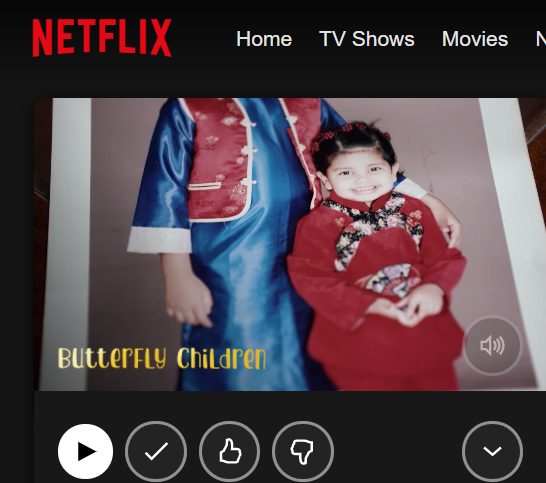 NETFLIX
Home TV Shows Movies N
Butterfly Children